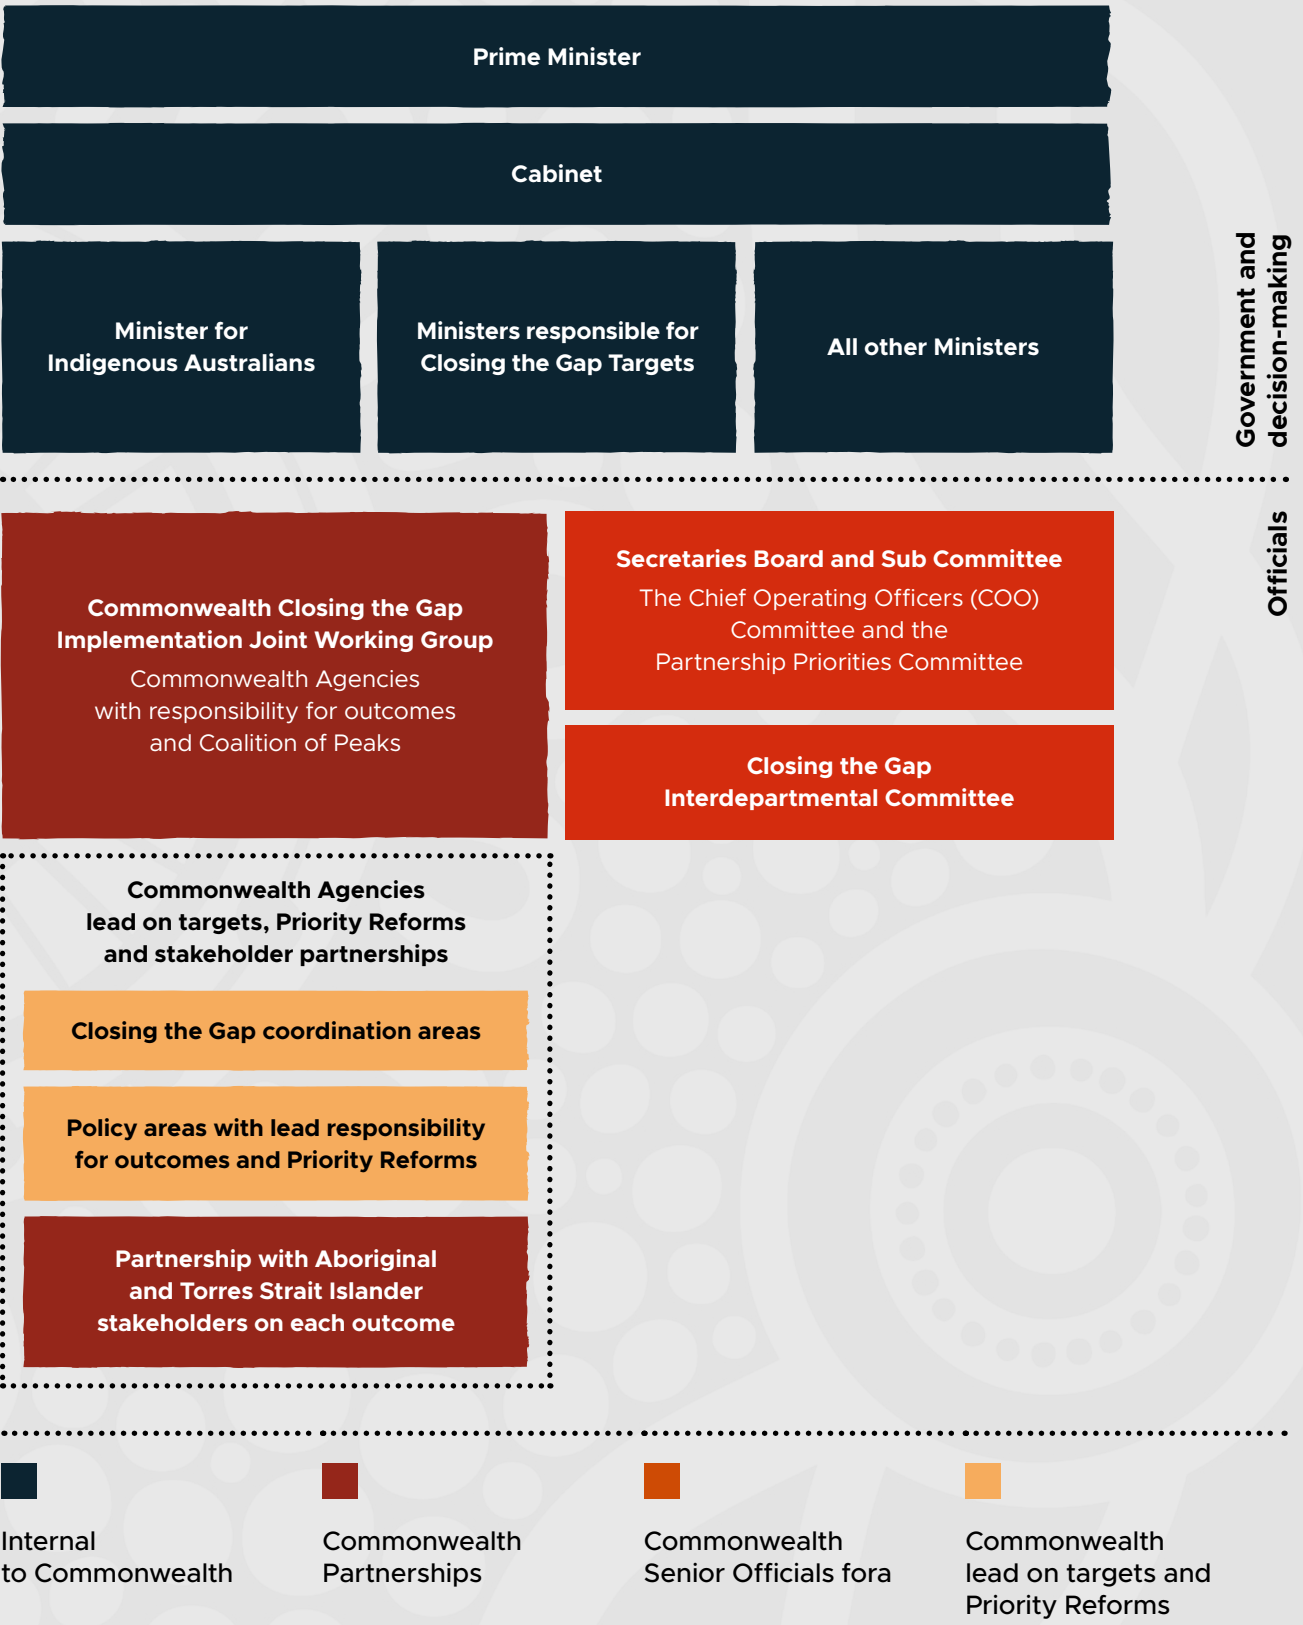 Prime Minister
Cabinet
Minister for
Indigenous Australians
Ministers responsible for
Closing the Gap Targets
All other Ministers
Government and
decision-making
Officials
Commonwealth Closing the Gap
Implementation Joint Working Group
Commonwealth Agencies
with responsibility for outcomes
and Coalition of Peaks
Secretaries Board and Sub Committee
The Chief Operating Officers (COO)
Committee and the
Partnership Priorities Committee
Closing the Gap
Interdepartmental Committee
Commonwealth Agencies
lead on targets, Priority Reforms
and stakeholder partnerships
Closing the Gap coordination areas
Policy areas with lead responsibility
for outcomes and Priority Reforms
Partnership with Aboriginal
and Torres Strait Islander
stakeholders on each outcome
Internal
to Commonwealth
Commonwealth
Partnerships
Commonwealth
Senior Officials fora
Commonwealth
lead on targets and
Priority Reforms